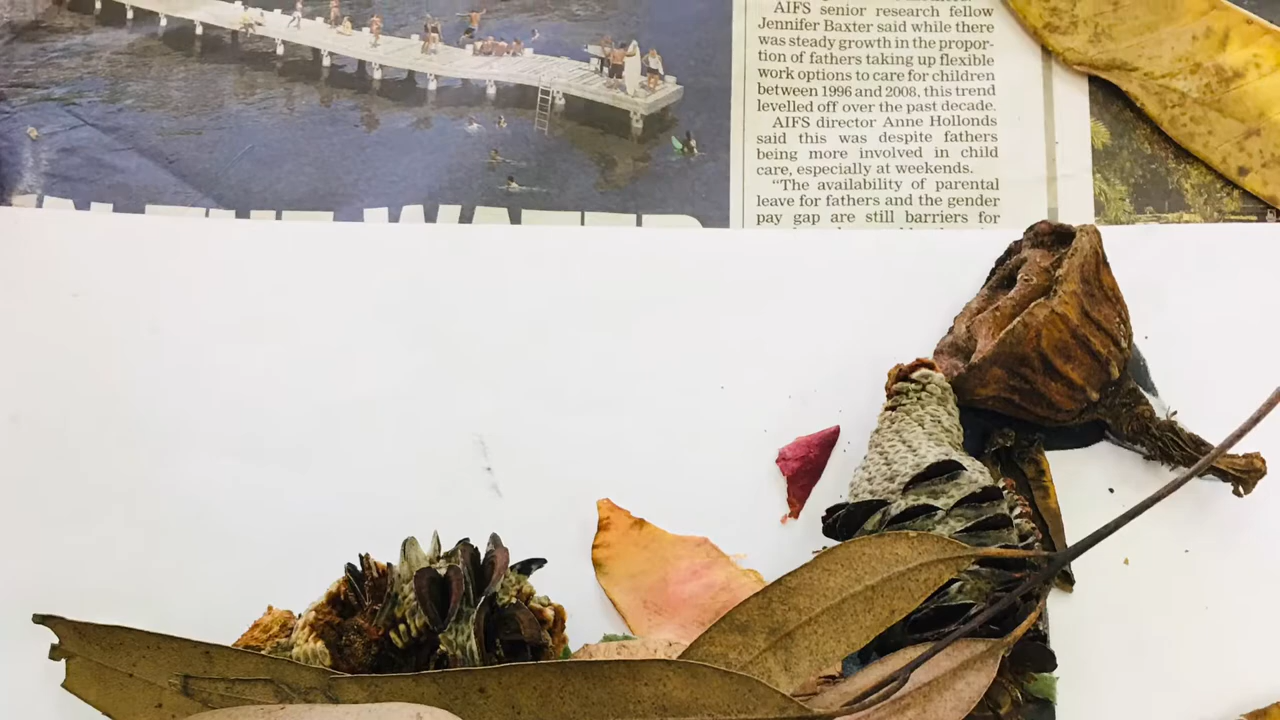 AIFS senior research fellow
Jennifer Baxter said while there
was steady growth in the propor-
tion of fathers taking up flexible
work options to care for children
between 1996 and 2008, this trend
levelled off over the past decade.
AIFS director Anne Hollonds
said this was despite fathers
being more involved in child
care, especially at weekends.
“The availability of parental
leave for fathers and the gender
pay gap are still barriers for